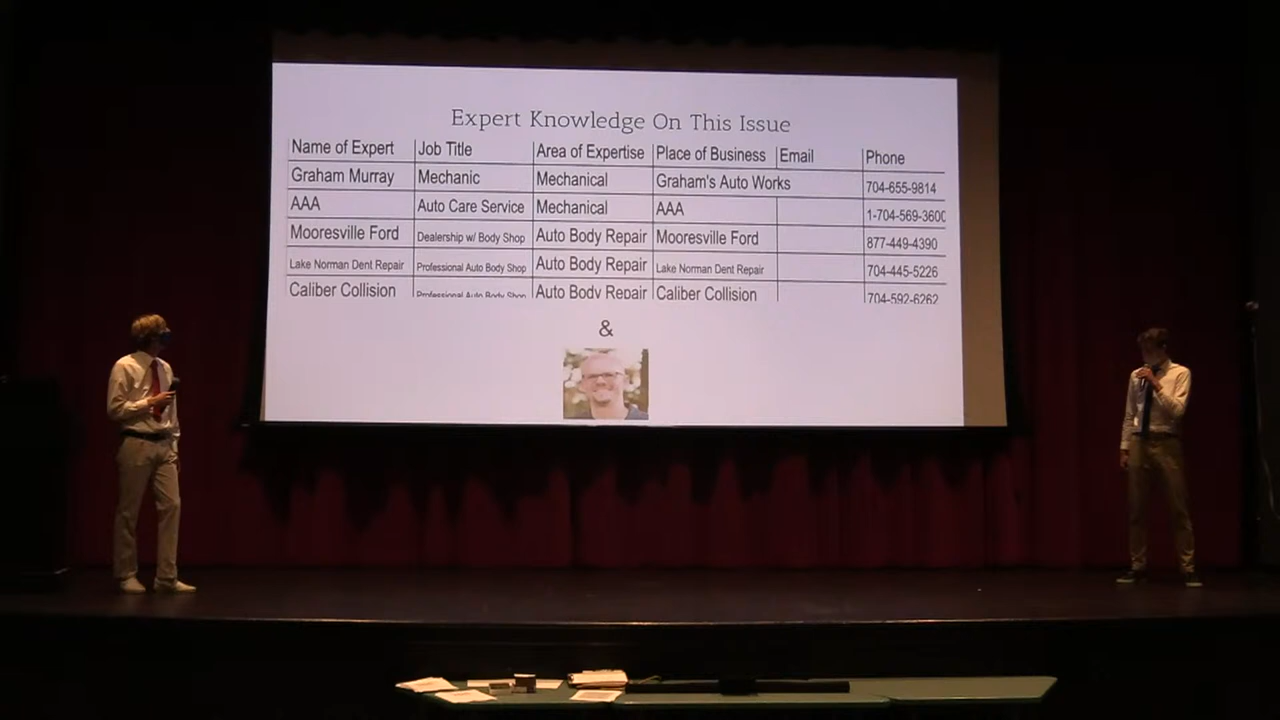 Expert Knowledge On This Issue
Name of Expert Job Title Area of Expertise Place of Business Email Phone
Graham Murray Mechanic Mechanical Graham's Auto Works 704-655-9814
AAA Auto Care Service Mechanical AAA 1-704-569-3600
Mooresville Ford Dealership w/ Body Shop Auto Body Repair Mooresville Ford 877-449-4390
Lake Norman Dent Repair Professional Auto Body Shop Auto Body Repair Lake Norman Dent Repair 704-445-5226
Caliber Collision Professional Auto Body Shop Auto Body Repair Caliber Collision 704-592-6262
&